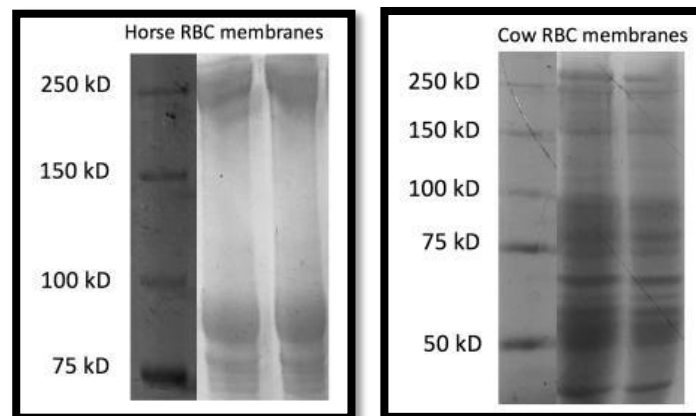 Horse RBC membranes
250 kD
150 kD
100 kD
75 kD
Cow RBC membranes
250 kD
150 kD
100 kD
75 kD
50 kD